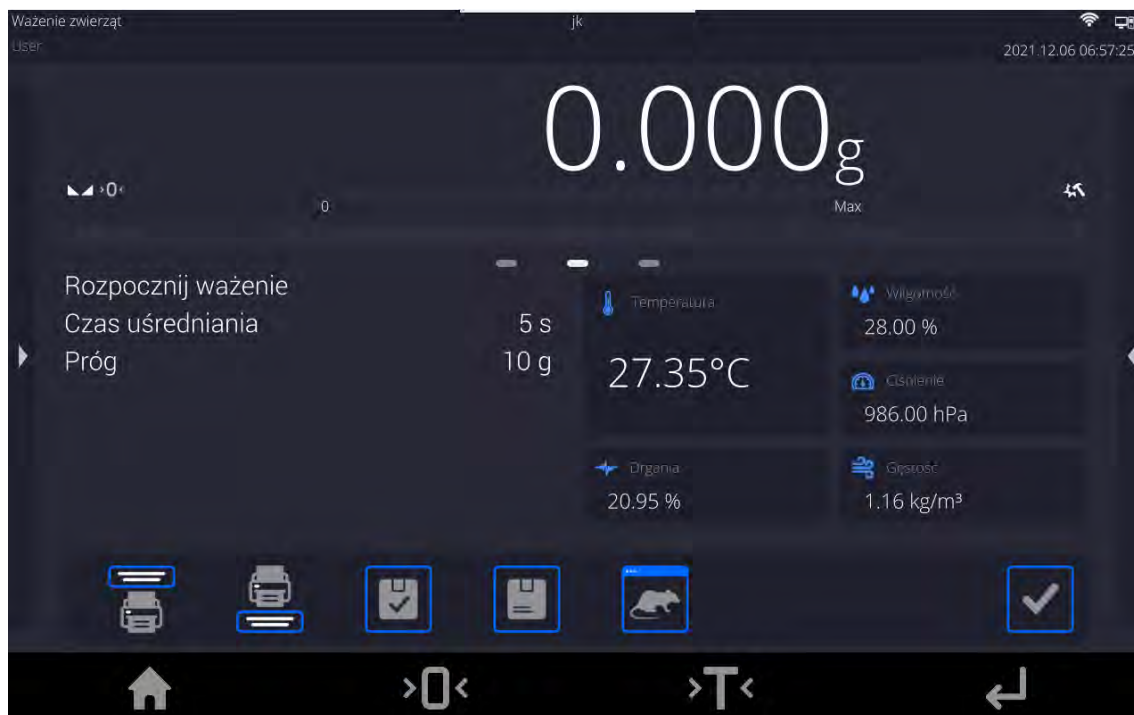 Ważenie zwierząt
jk
User
2021.12.06 06:57:25
0.000g
>0<
0
Max
Rozpocznij ważenie
Czas uśredniania 5 s
Próg 10 g
Temperatura
27.35°C
Wilgotność
28.00 %
Ciśnienie
986.00 hPa
Drgania
20.95 %
Gęstość
1.16 kg/m³
>0<
>T<